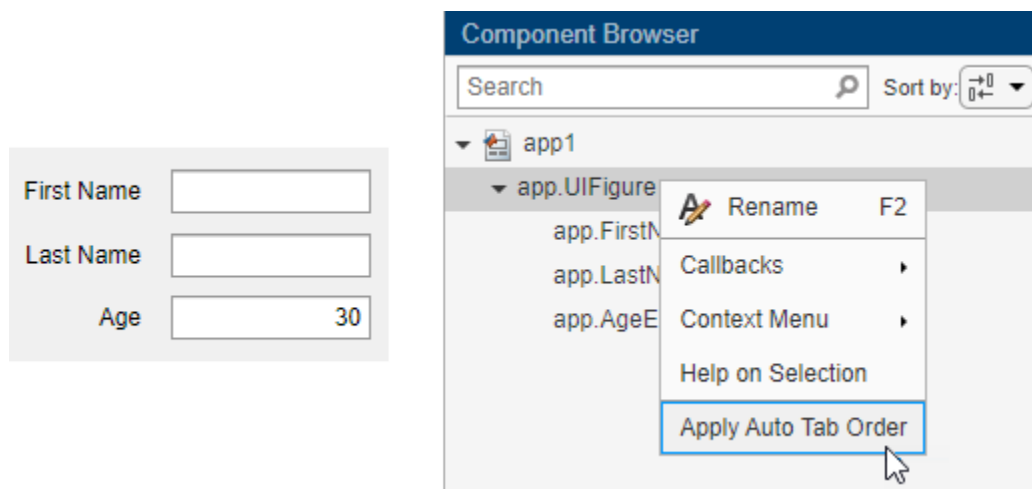 First Name
Last Name
Age 30
Component Browser
Search Sort by:
app1
app.UIFigure
app.FirstN
app.LastN
app.AgeE
Rename F2
Callbacks
Context Menu
Help on Selection
Apply Auto Tab Order